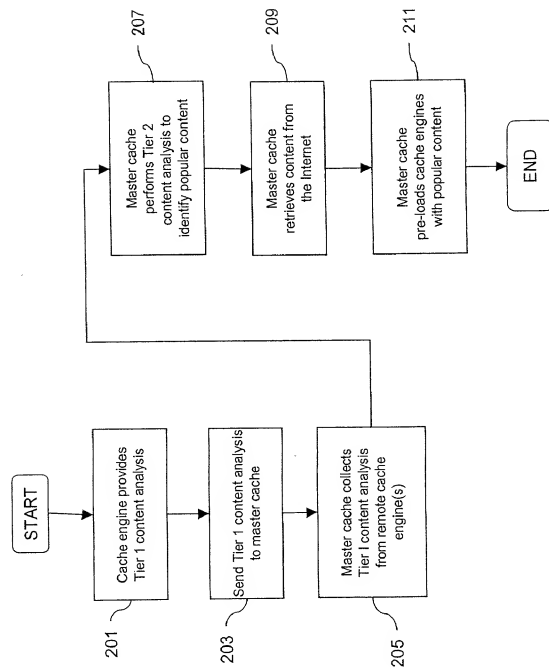 START
Cache engine provides
Tier 1 content analysis
201
Send Tier 1 content analysis
to master cache
203
Master cache collects
Tier I content analysis
from remote cache
engine(s)
205
Master cache
performs Tier 2
content analysis to
identify popular content
207
Master cache
retrieves content from
the Internet
209
Master cache
pre-loads cache engines
with popular content
211
END